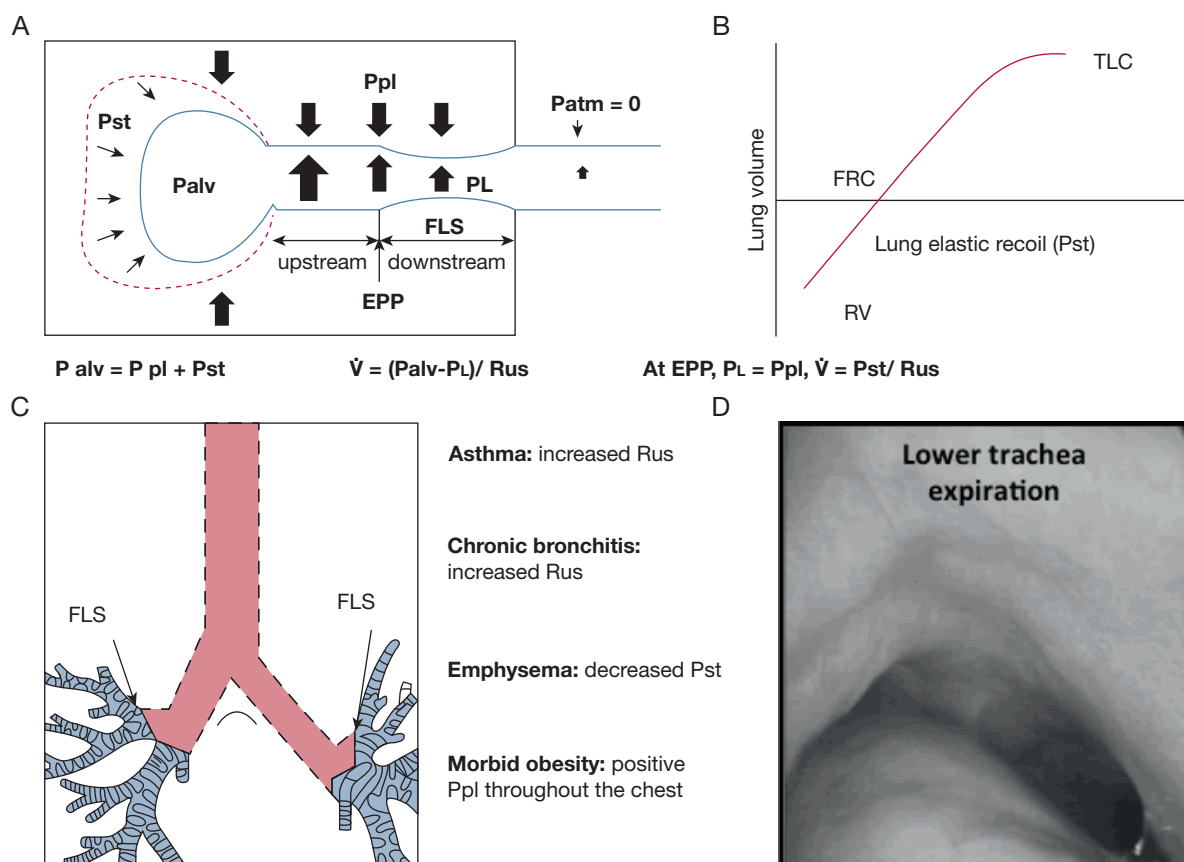 A
Ppl
Patm = 0
Pst
Palv
PL
FLS
upstream
downstream
EPP
B
TLC
Lung volume
FRC
Lung elastic recoil (Pst)
RV
P alv = P pl + Pst
V̇ = (Palv-PL)/ Rus
At EPP, PL = Ppl, V̇ = Pst/ Rus
C
FLS
FLS
Asthma: increased Rus
Chronic bronchitis:
increased Rus
Emphysema: decreased Pst
Morbid obesity: positive
Ppl throughout the chest
D
Lower trachea
expiration